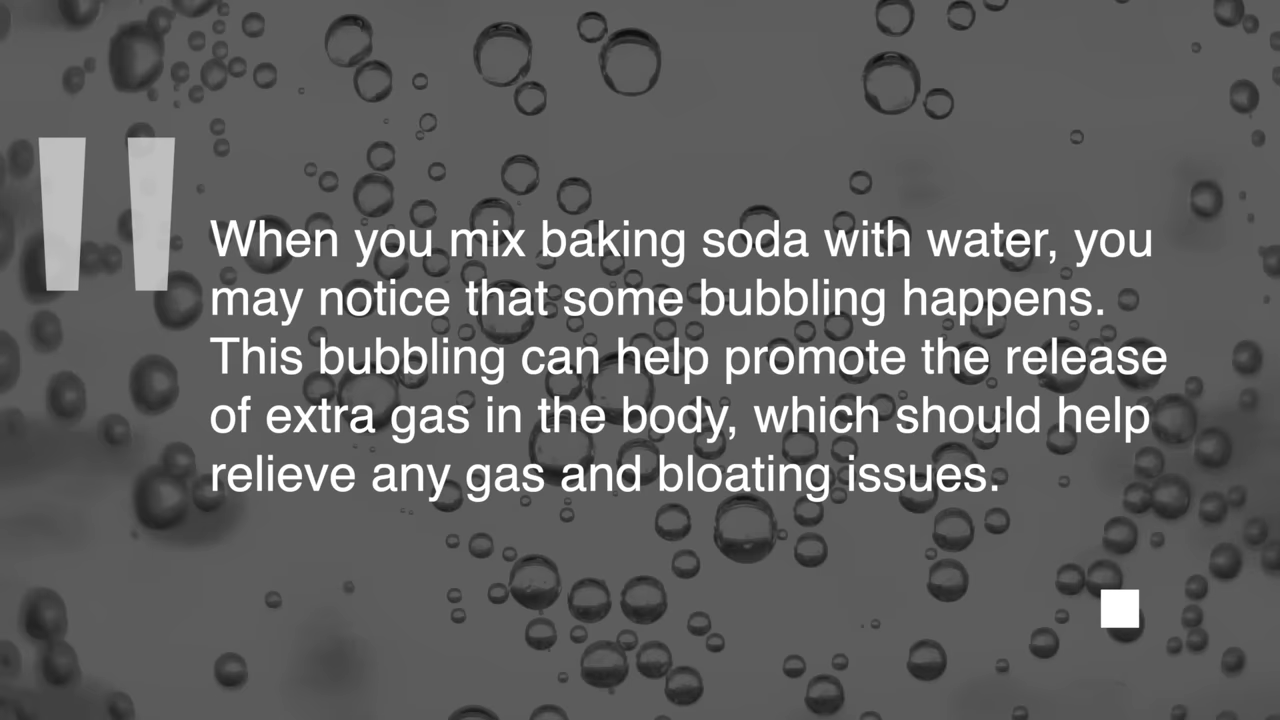 "
When you mix baking soda with water, you
may notice that some bubbling happens.
This bubbling can help promote the release
of extra gas in the body, which should help
relieve any gas and bloating issues.